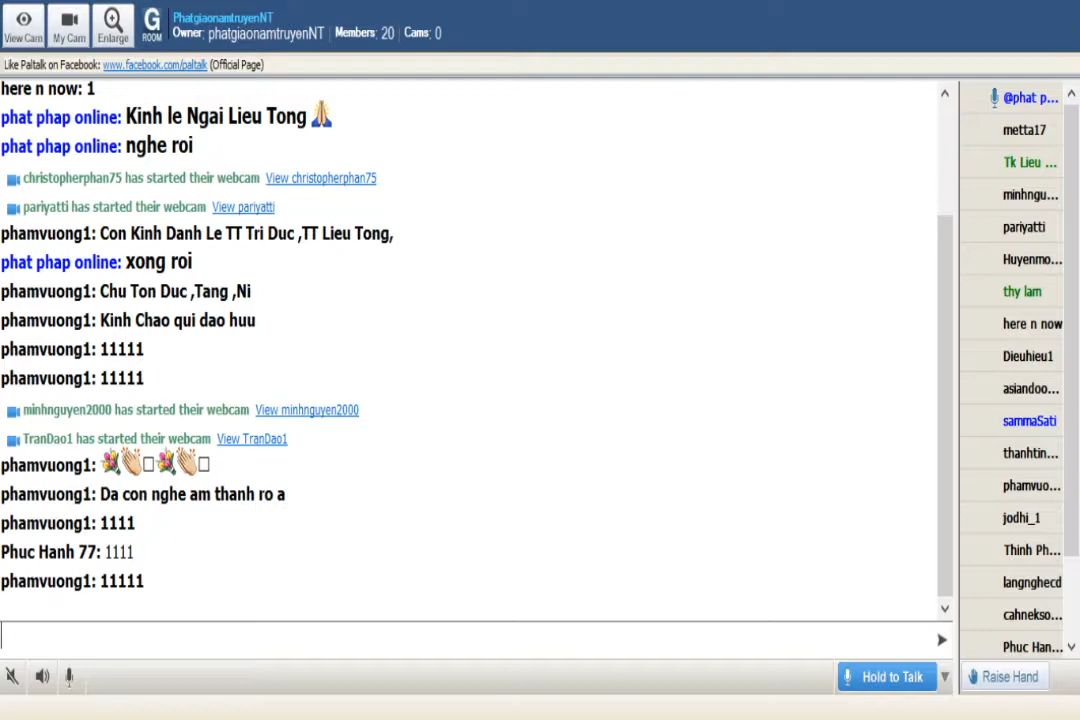 PhatgiaonamtruyenNT
View Cam My Cam Enlarge G ROOM Owner: phatgiaonamtruyenNT Members: 20 Cams: 0
Like Paltalk on Facebook: www.facebook.com/paltalk (Official Page)
here n now: 1
phat phap online: Kinh le Ngai Lieu Tong 🙏
phat phap online: nghe roi
christopherphan75 has started their webcam View christopherphan75
pariyatti has started their webcam View pariyatti
phamvuong1: Con Kinh Danh Le TT Tri Duc ,TT Lieu Tong,
phat phap online: xong roi
phamvuong1: Chu Ton Duc ,Tang ,Ni
phamvuong1: Kinh Chao qui dao huu
phamvuong1: 11111
phamvuong1: 11111
minhnguyen2000 has started their webcam View minhnguyen2000
TranDao1 has started their webcam View TranDao1
phamvuong1: 💐👏□💐👏□
phamvuong1: Da con nghe am thanh ro a
phamvuong1: 1111
Phuc Hanh 77: 1111
phamvuong1: 11111
@phat p...
metta17
Tk Lieu ...
minhngu...
pariyatti
Huyenmo...
thy lam
here n now
Dieuhieu1
asiandoo...
sammaSati
thanhtin...
phamvuo...
jodhi_1
Thinh Ph...
langnghecd
cahnekso...
Phuc Han...
Hold to Talk
Raise Hand